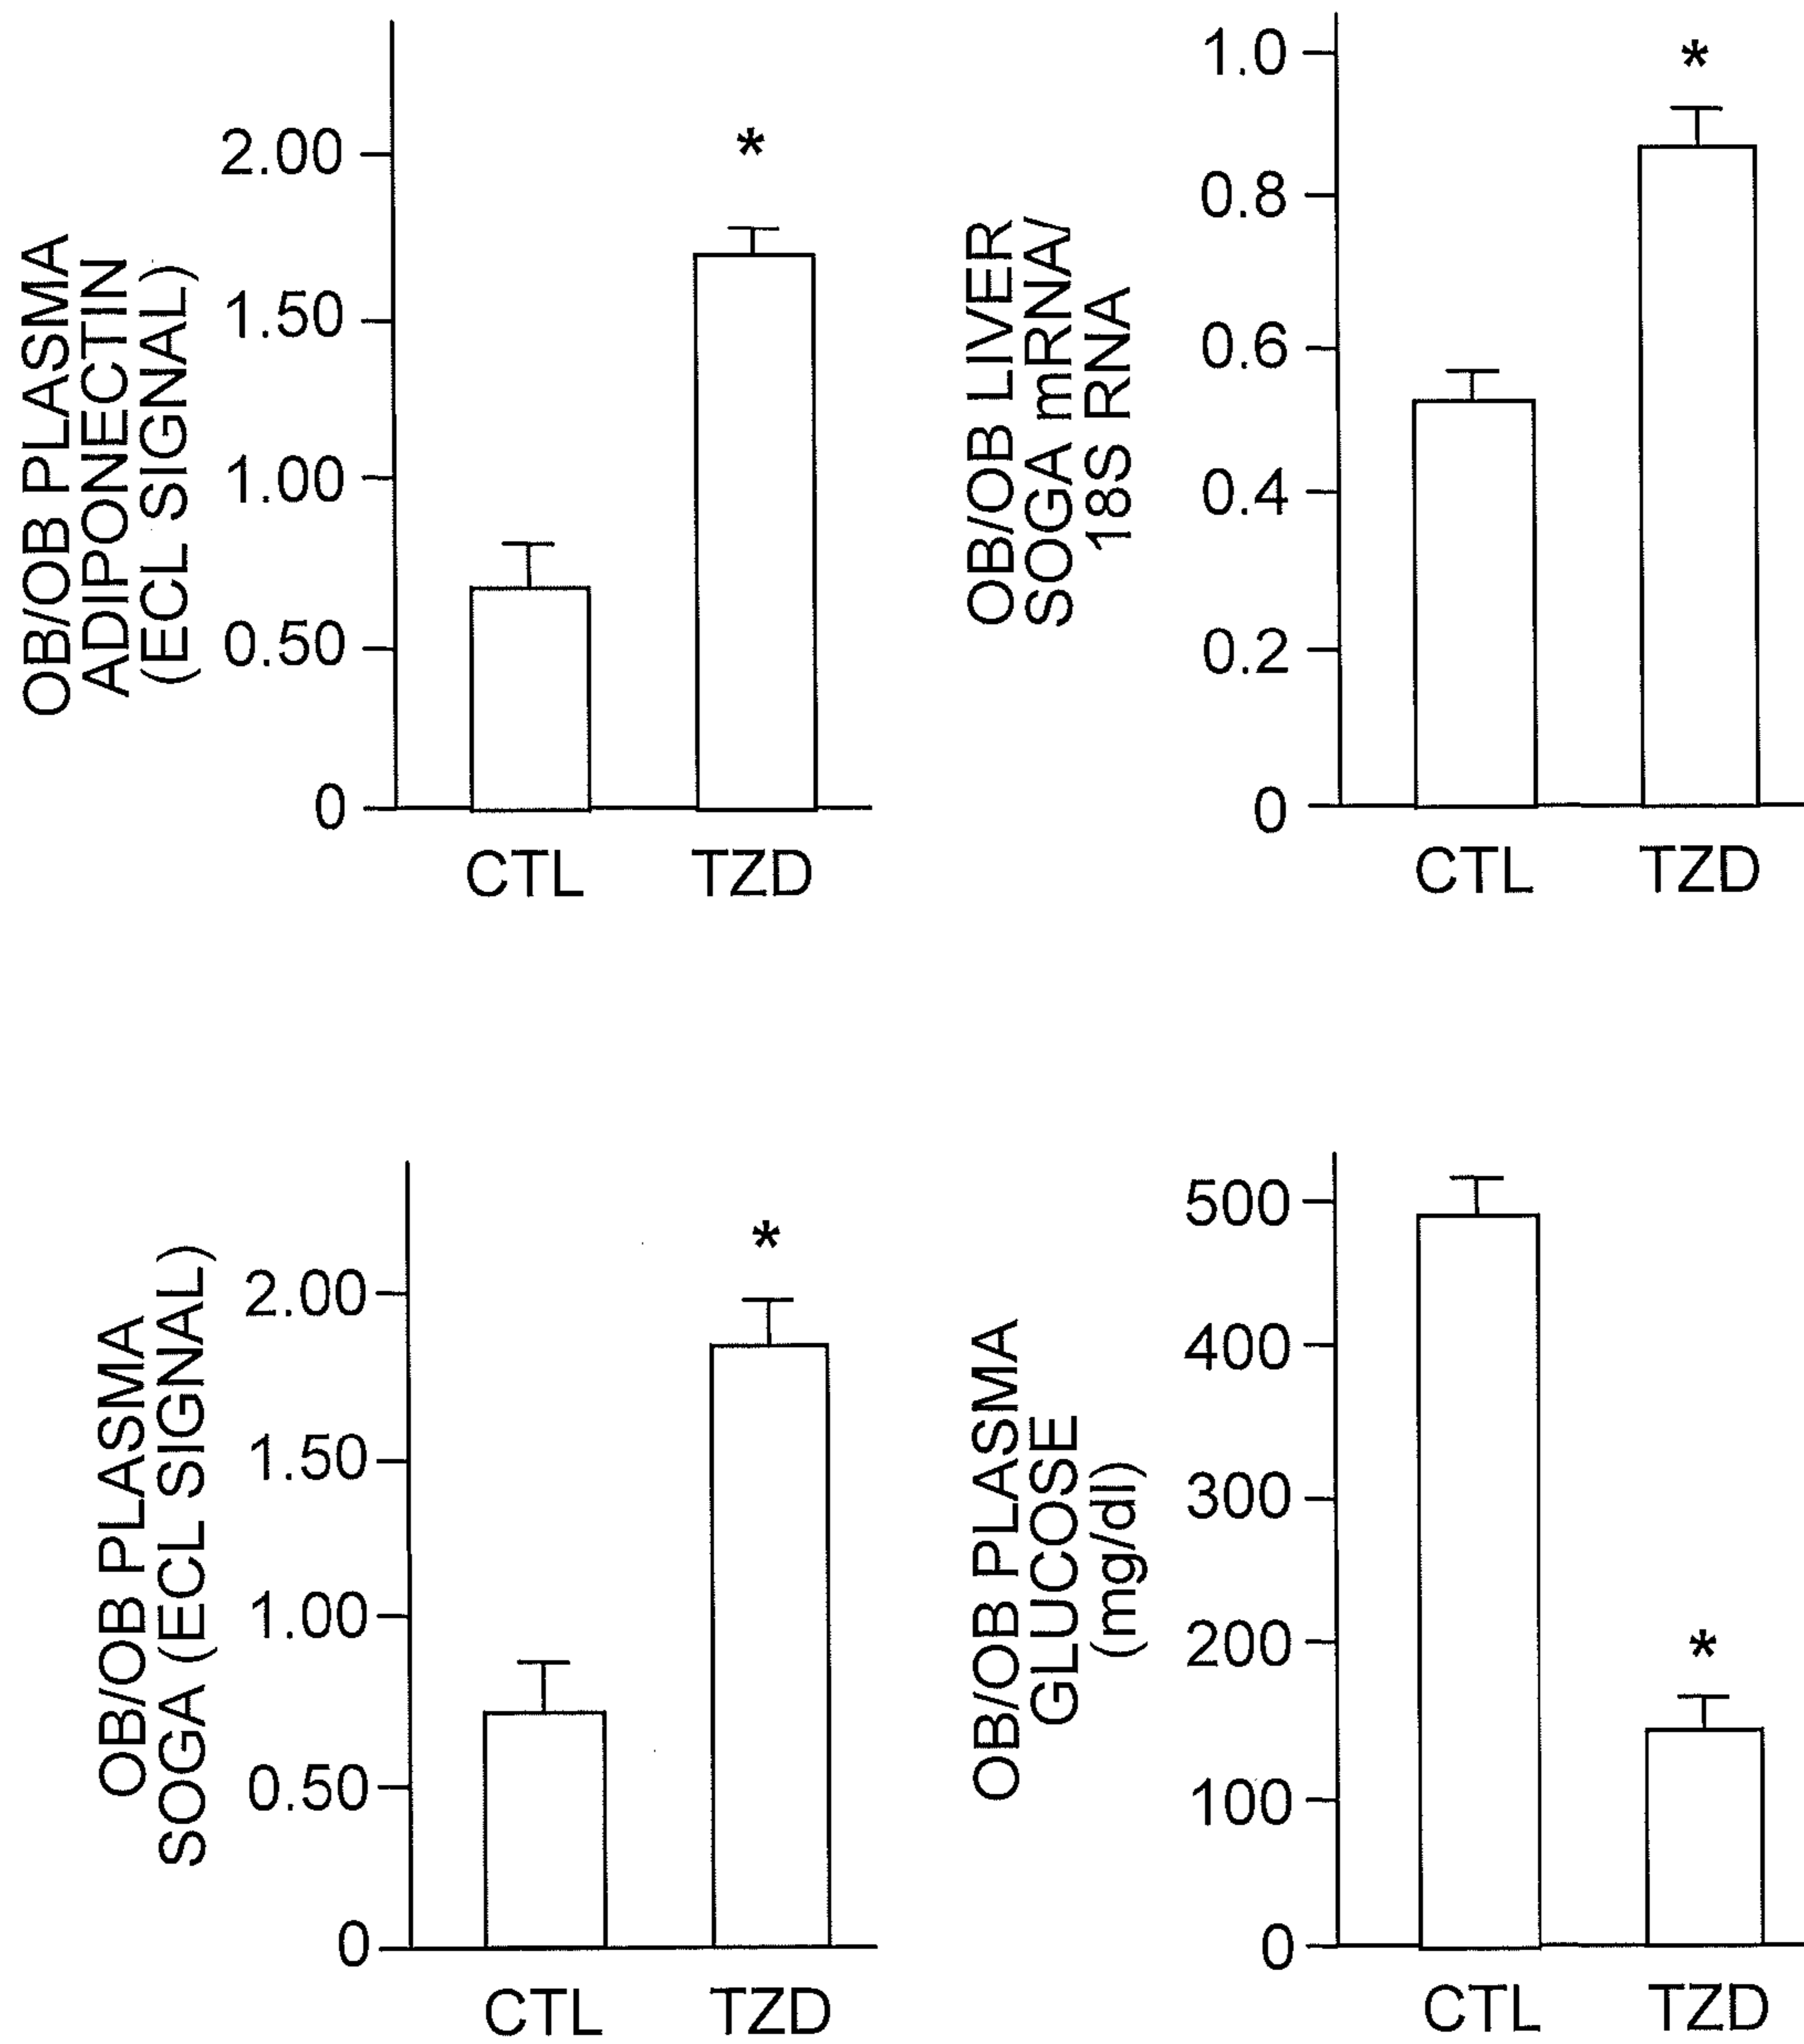 OB/OB PLASMA
ADIPONECTIN
(ECL SIGNAL)
2.00
1.50
1.00
0.50
0
*
CTL TZD
OB/OB LIVER
SOGA mRNA/
18S RNA
1.0
0.8
0.6
0.4
0.2
0
*
CTL TZD
OB/OB PLASMA
SOGA (ECL SIGNAL)
2.00
1.50
1.00
0.50
0
*
CTL TZD
OB/OB PLASMA
GLUCOSE
(mg/dl)
500
400
300
200
100
0
*
CTL TZD